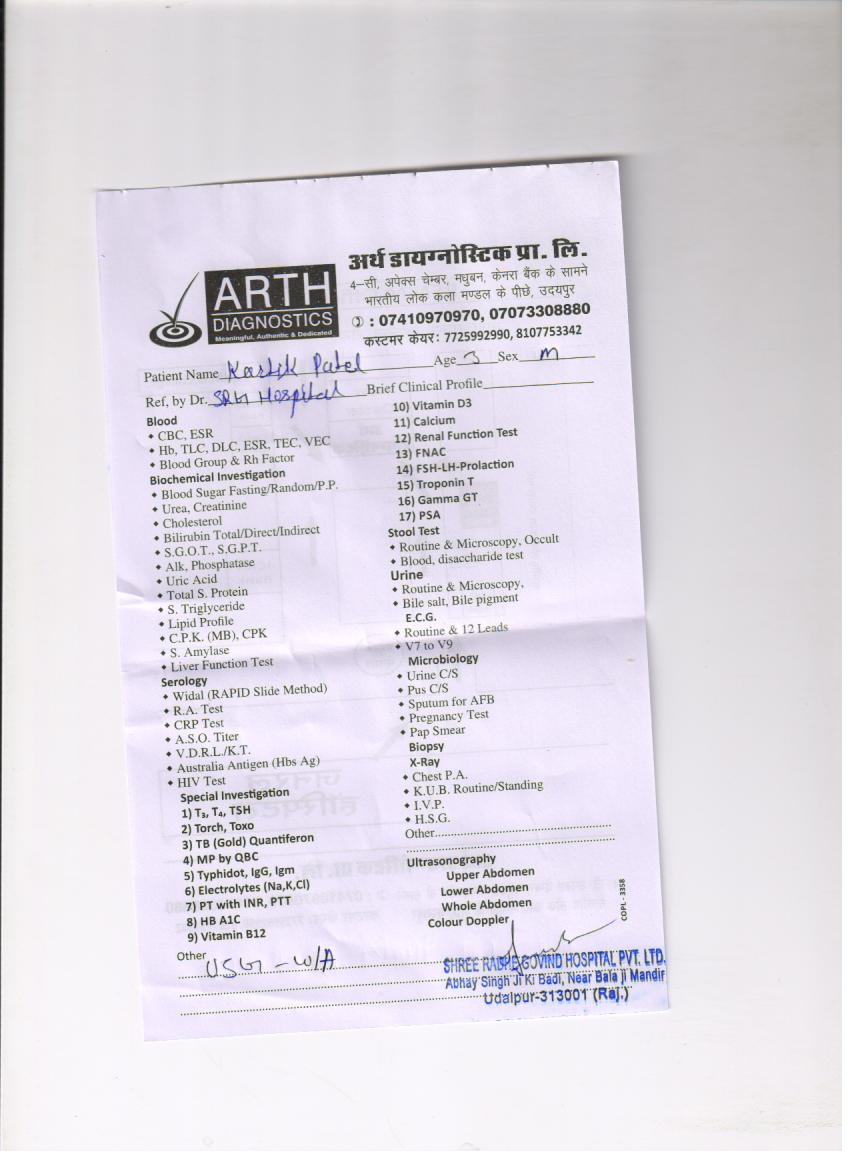 अर्थ डायग्नोस्टिक प्रा. लि.
4-सी, अपेक्स चेम्बर, मधुबन, केनरा बैंक के सामने
भारतीय लोक कला मण्डल के पीछे, उदयपुर
✆ : 07410970970, 07073308880
कस्टमर केयर: 7725992990, 8107753342
ARTH
DIAGNOSTICS
Meaningful, Authentic & Dedicated
Patient Name Kartik Patel Age 3 Sex M
Ref, by Dr. SRG Hospital Brief Clinical Profile
Blood
• CBC, ESR
• Hb, TLC, DLC, ESR, TEC, VEC
• Blood Group & Rh Factor
Biochemical Investigation
• Blood Sugar Fasting/Random/P.P.
• Urea, Creatinine
• Cholesterol
• Bilirubin Total/Direct/Indirect
• S.G.O.T., S.G.P.T.
• Alk, Phosphatase
• Uric Acid
• Total S. Protein
• S. Triglyceride
• Lipid Profile
• C.P.K. (MB), CPK
• S. Amylase
• Liver Function Test
Serology
• Widal (RAPID Slide Method)
• R.A. Test
• CRP Test
• A.S.O. Titer
• V.D.R.L./K.T.
• Australia Antigen (Hbs Ag)
• HIV Test
Special Investigation
1) T₃, T₄, TSH
2) Torch, Toxo
3) TB (Gold) Quantiferon
4) MP by QBC
5) Typhidot, IgG, Igm
6) Electrolytes (Na,K,Cl)
7) PT with INR, PTT
8) HB A1C
9) Vitamin B12
10) Vitamin D3
11) Calcium
12) Renal Function Test
13) FNAC
14) FSH-LH-Prolaction
15) Troponin T
16) Gamma GT
17) PSA
Stool Test
• Routine & Microscopy, Occult
• Blood, disaccharide test
Urine
• Routine & Microscopy,
• Bile salt, Bile pigment
E.C.G.
• Routine & 12 Leads
• V7 to V9
Microbiology
• Urine C/S
• Pus C/S
• Sputum for AFB
• Pregnancy Test
• Pap Smear
Biopsy
X-Ray
• Chest P.A.
• K.U.B. Routine/Standing
• I.V.P.
• H.S.G.
Other
Ultrasonography
Upper Abdomen
Lower Abdomen
Whole Abdomen
Colour Doppler
COPL - 3358
Other USG - W/A
SHREE RADHE GOVIND HOSPITAL PVT. LTD.
Abhay Singh Ji Ki Badi, Near Bala ji Mandir
Udaipur-313001 (Raj.)